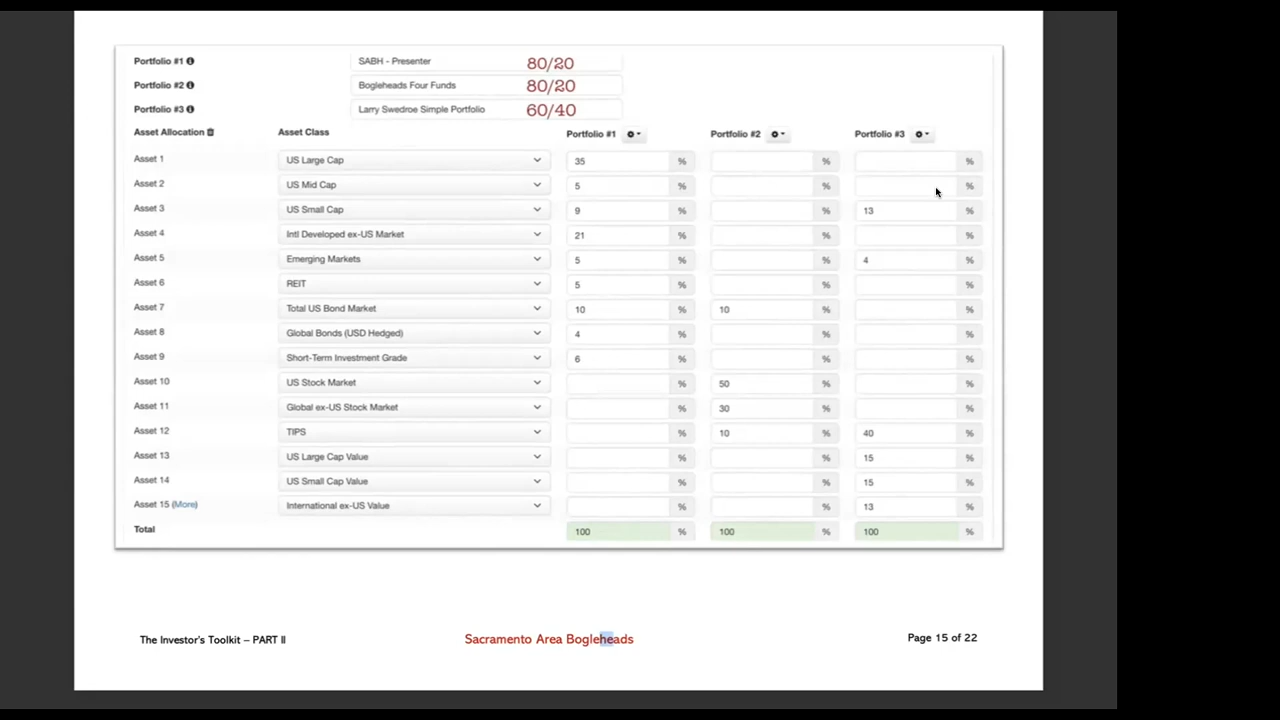 Portfolio #1 SABH - Presenter 80/20
Portfolio #2 Bogleheads Four Funds 80/20
Portfolio #3 Larry Swedroe Simple Portfolio 60/40
Asset Allocation Asset Class Portfolio #1 Portfolio #2 Portfolio #3
Asset 1 US Large Cap 35 % % %
Asset 2 US Mid Cap 5 % % %
Asset 3 US Small Cap 9 % % 13 %
Asset 4 Intl Developed ex-US Market 21 % % %
Asset 5 Emerging Markets 5 % % 4 %
Asset 6 REIT 5 % % %
Asset 7 Total US Bond Market 10 % 10 % %
Asset 8 Global Bonds (USD Hedged) 4 % % %
Asset 9 Short-Term Investment Grade 6 % % %
Asset 10 US Stock Market % 50 % %
Asset 11 Global ex-US Stock Market % 30 % %
Asset 12 TIPS % 10 % 40 %
Asset 13 US Large Cap Value % % 15 %
Asset 14 US Small Cap Value % % 15 %
Asset 15 (More) International ex-US Value % % 13 %
Total 100 % 100 % 100 %
The Investor's Toolkit – PART II Sacramento Area Bogleheads Page 15 of 22